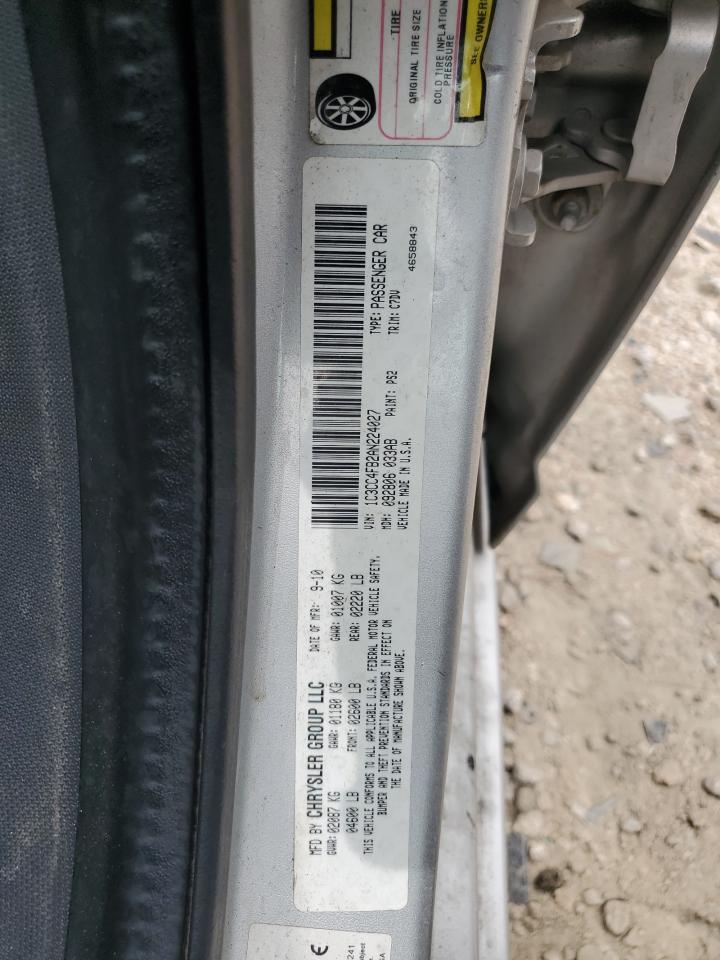 TIRE
ORIGINAL TIRE SIZE
COLD TIRE INFLATION
PRESSURE
SEE OWNERS
MFD BY CHRYSLER GROUP LLC
DATE OF MFR: 9-10
GVWR: 02087 KG
04600 LB
GAWR: 01180 KG
FRONT: 02600 LB
GAWR: 01007 KG
REAR: 02220 LB
THIS VEHICLE CONFORMS TO ALL APPLICABLE U.S.A. FEDERAL MOTOR VEHICLE SAFETY,
BUMPER AND THEFT PREVENTION STANDARDS IN EFFECT ON
THE DATE OF MANUFACTURE SHOWN ABOVE.
VIN: 1C3CC4FB2AN224027
TYPE: PASSENGER CAR
MDH: 092806 033AB
PAINT: PS2
TRIM: C7DV
VEHICLE MADE IN U.S.A.
4658843
241